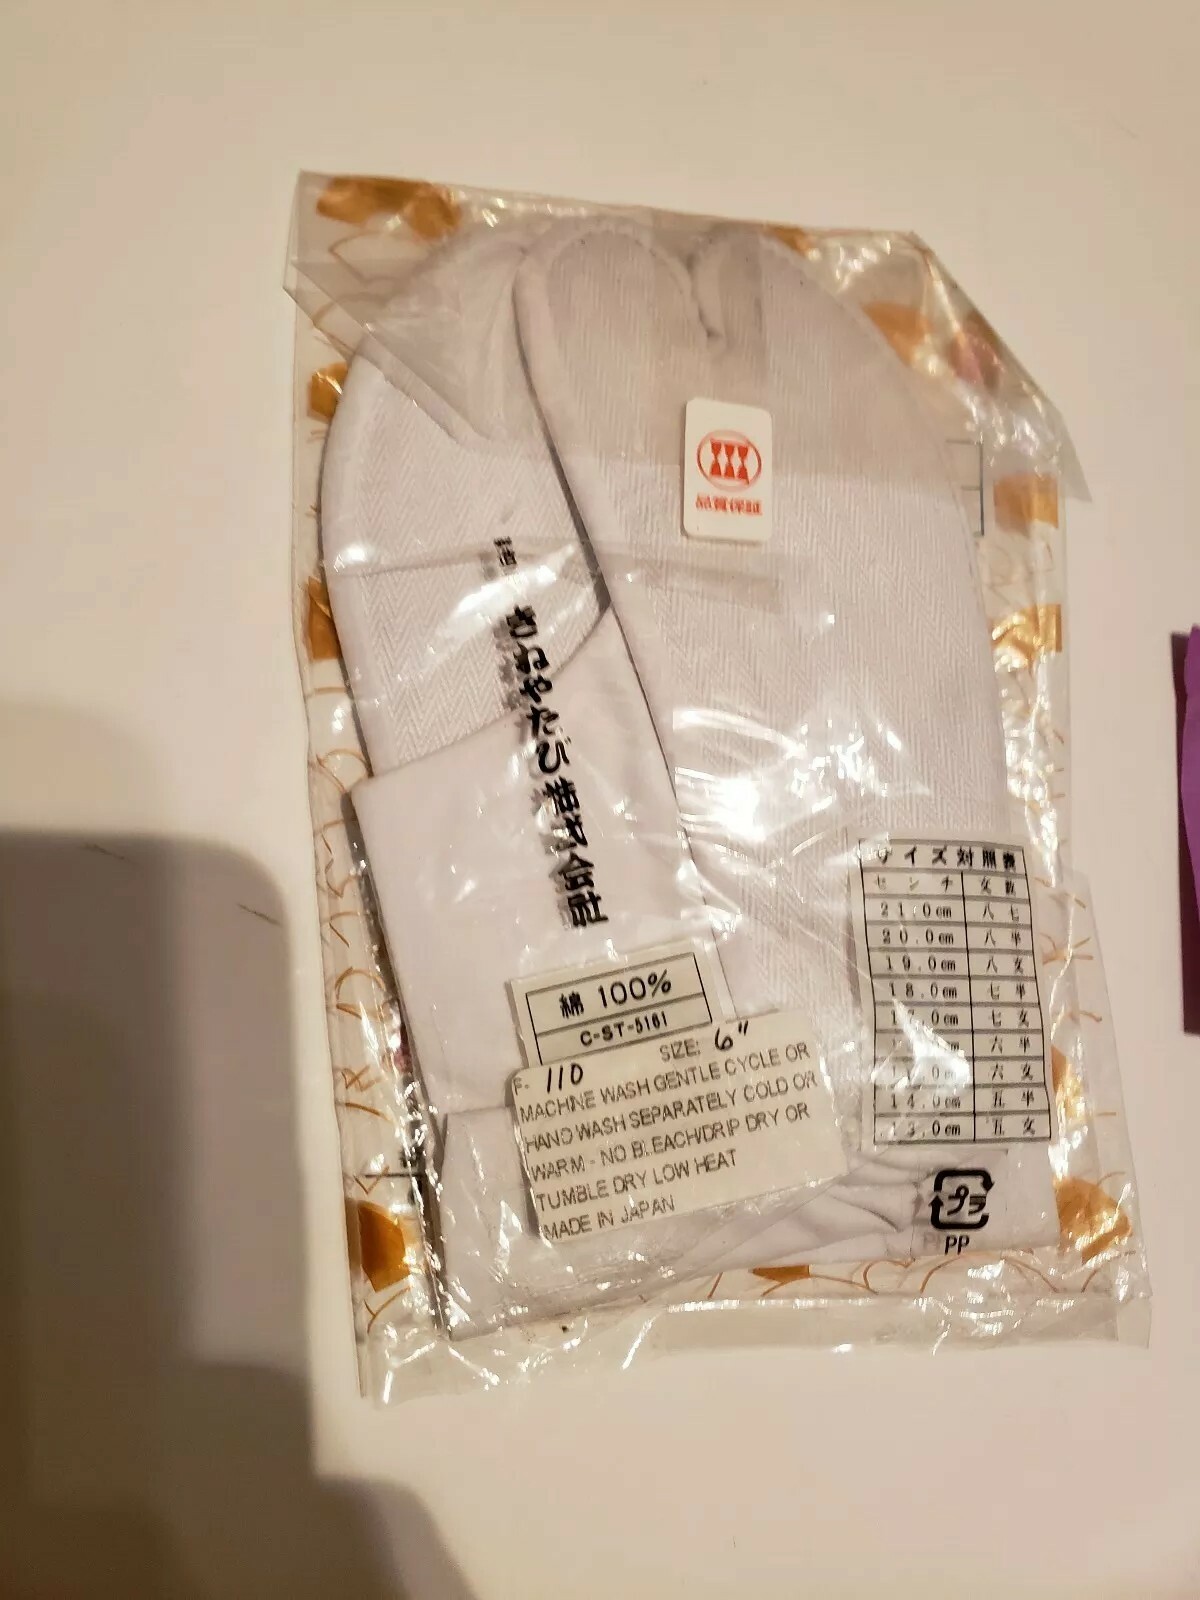 品質保証
きねやたび株式会社
綿 100%
C-ST-5161
SIZE: 6"
F- 110
MACHINE WASH GENTLE CYCLE OR
HAND WASH SEPARATELY COLD OR
WARM - NO BLEACH/DRIP DRY OR
TUMBLE DRY LOW HEAT
MADE IN JAPAN
サイズ対照表
センチ 文数
21.0cm 八七
20.0cm 八半
19.0cm 八文
18.0cm 七半
cm 七文
cm 六半
cm 六文
14.0cm 五半
13.0cm 五文
プラ
PP